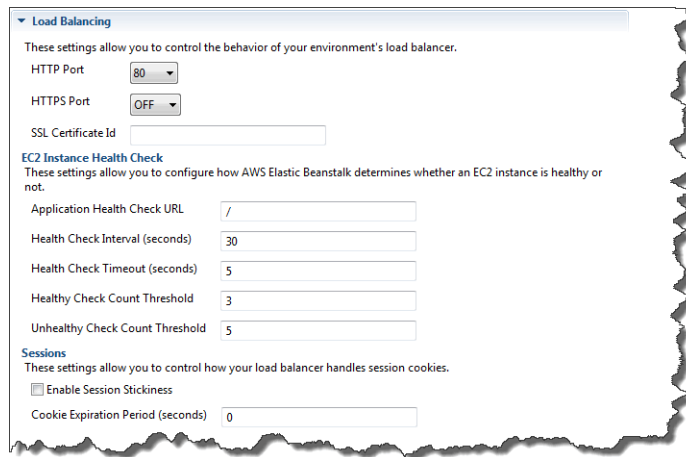 Load Balancing
These settings allow you to control the behavior of your environment's load balancer.
HTTP Port 80
HTTPS Port OFF
SSL Certificate Id
EC2 Instance Health Check
These settings allow you to configure how AWS Elastic Beanstalk determines whether an EC2 instance is healthy or
not.
Application Health Check URL /
Health Check Interval (seconds) 30
Health Check Timeout (seconds) 5
Healthy Check Count Threshold 3
Unhealthy Check Count Threshold 5
Sessions
These settings allow you to control how your load balancer handles session cookies.
Enable Session Stickiness
Cookie Expiration Period (seconds) 0